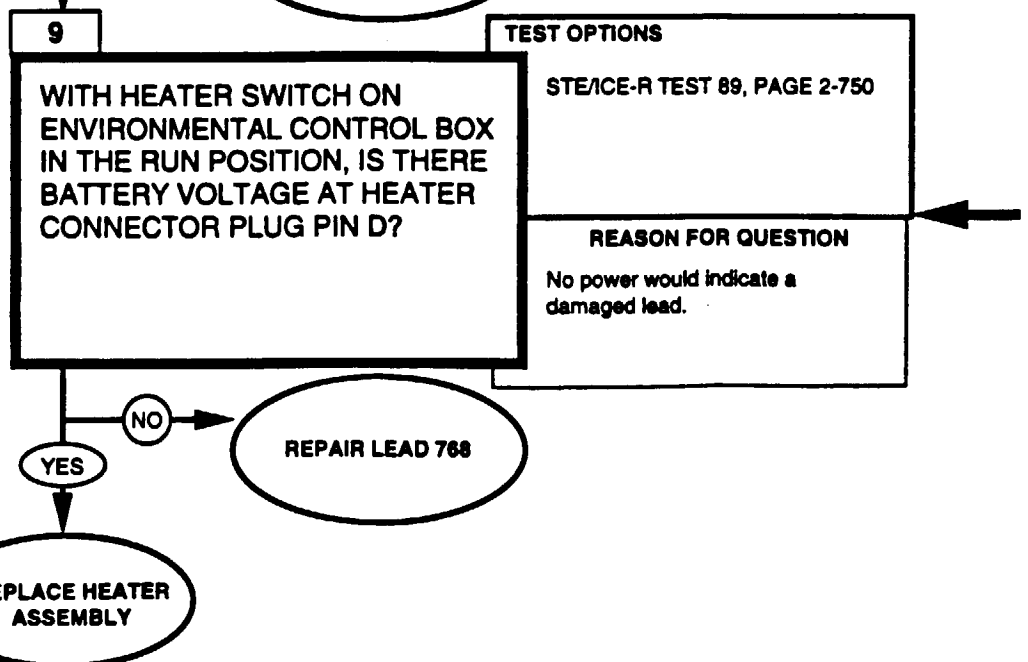 9
WITH HEATER SWITCH ON
ENVIRONMENTAL CONTROL BOX
IN THE RUN POSITION, IS THERE
BATTERY VOLTAGE AT HEATER
CONNECTOR PLUG PIN D?
TEST OPTIONS
STE/ICE-R TEST 89, PAGE 2-750
REASON FOR QUESTION
No power would indicate a
damaged lead.
NO
REPAIR LEAD 768
YES
EPLACE HEATER
ASSEMBLY